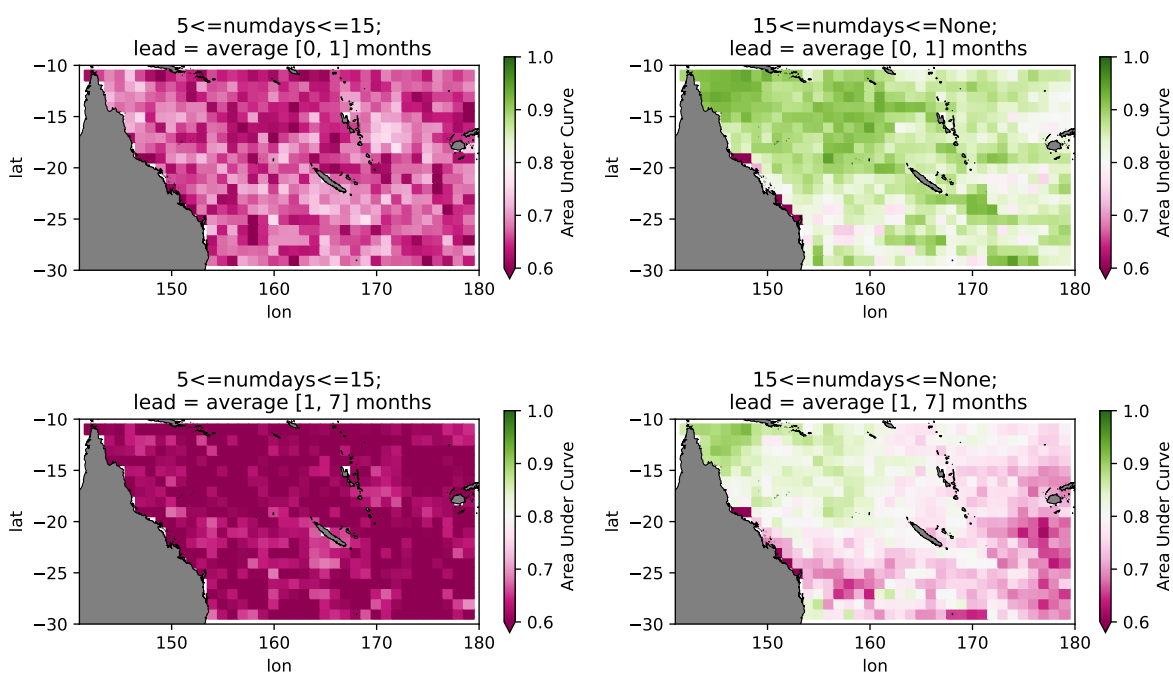 5<=numdays<=15;
lead = average [0, 1] months
−10
−15
−20
−25
−30
lat
150
160
170
180
lon
1.0
0.9
0.8
0.7
0.6
Area Under Curve
15<=numdays<=None;
lead = average [0, 1] months
−10
−15
−20
−25
−30
lat
150
160
170
180
lon
1.0
0.9
0.8
0.7
0.6
Area Under Curve
5<=numdays<=15;
lead = average [1, 7] months
−10
−15
−20
−25
−30
lat
150
160
170
180
lon
1.0
0.9
0.8
0.7
0.6
Area Under Curve
15<=numdays<=None;
lead = average [1, 7] months
−10
−15
−20
−25
−30
lat
150
160
170
180
lon
1.0
0.9
0.8
0.7
0.6
Area Under Curve